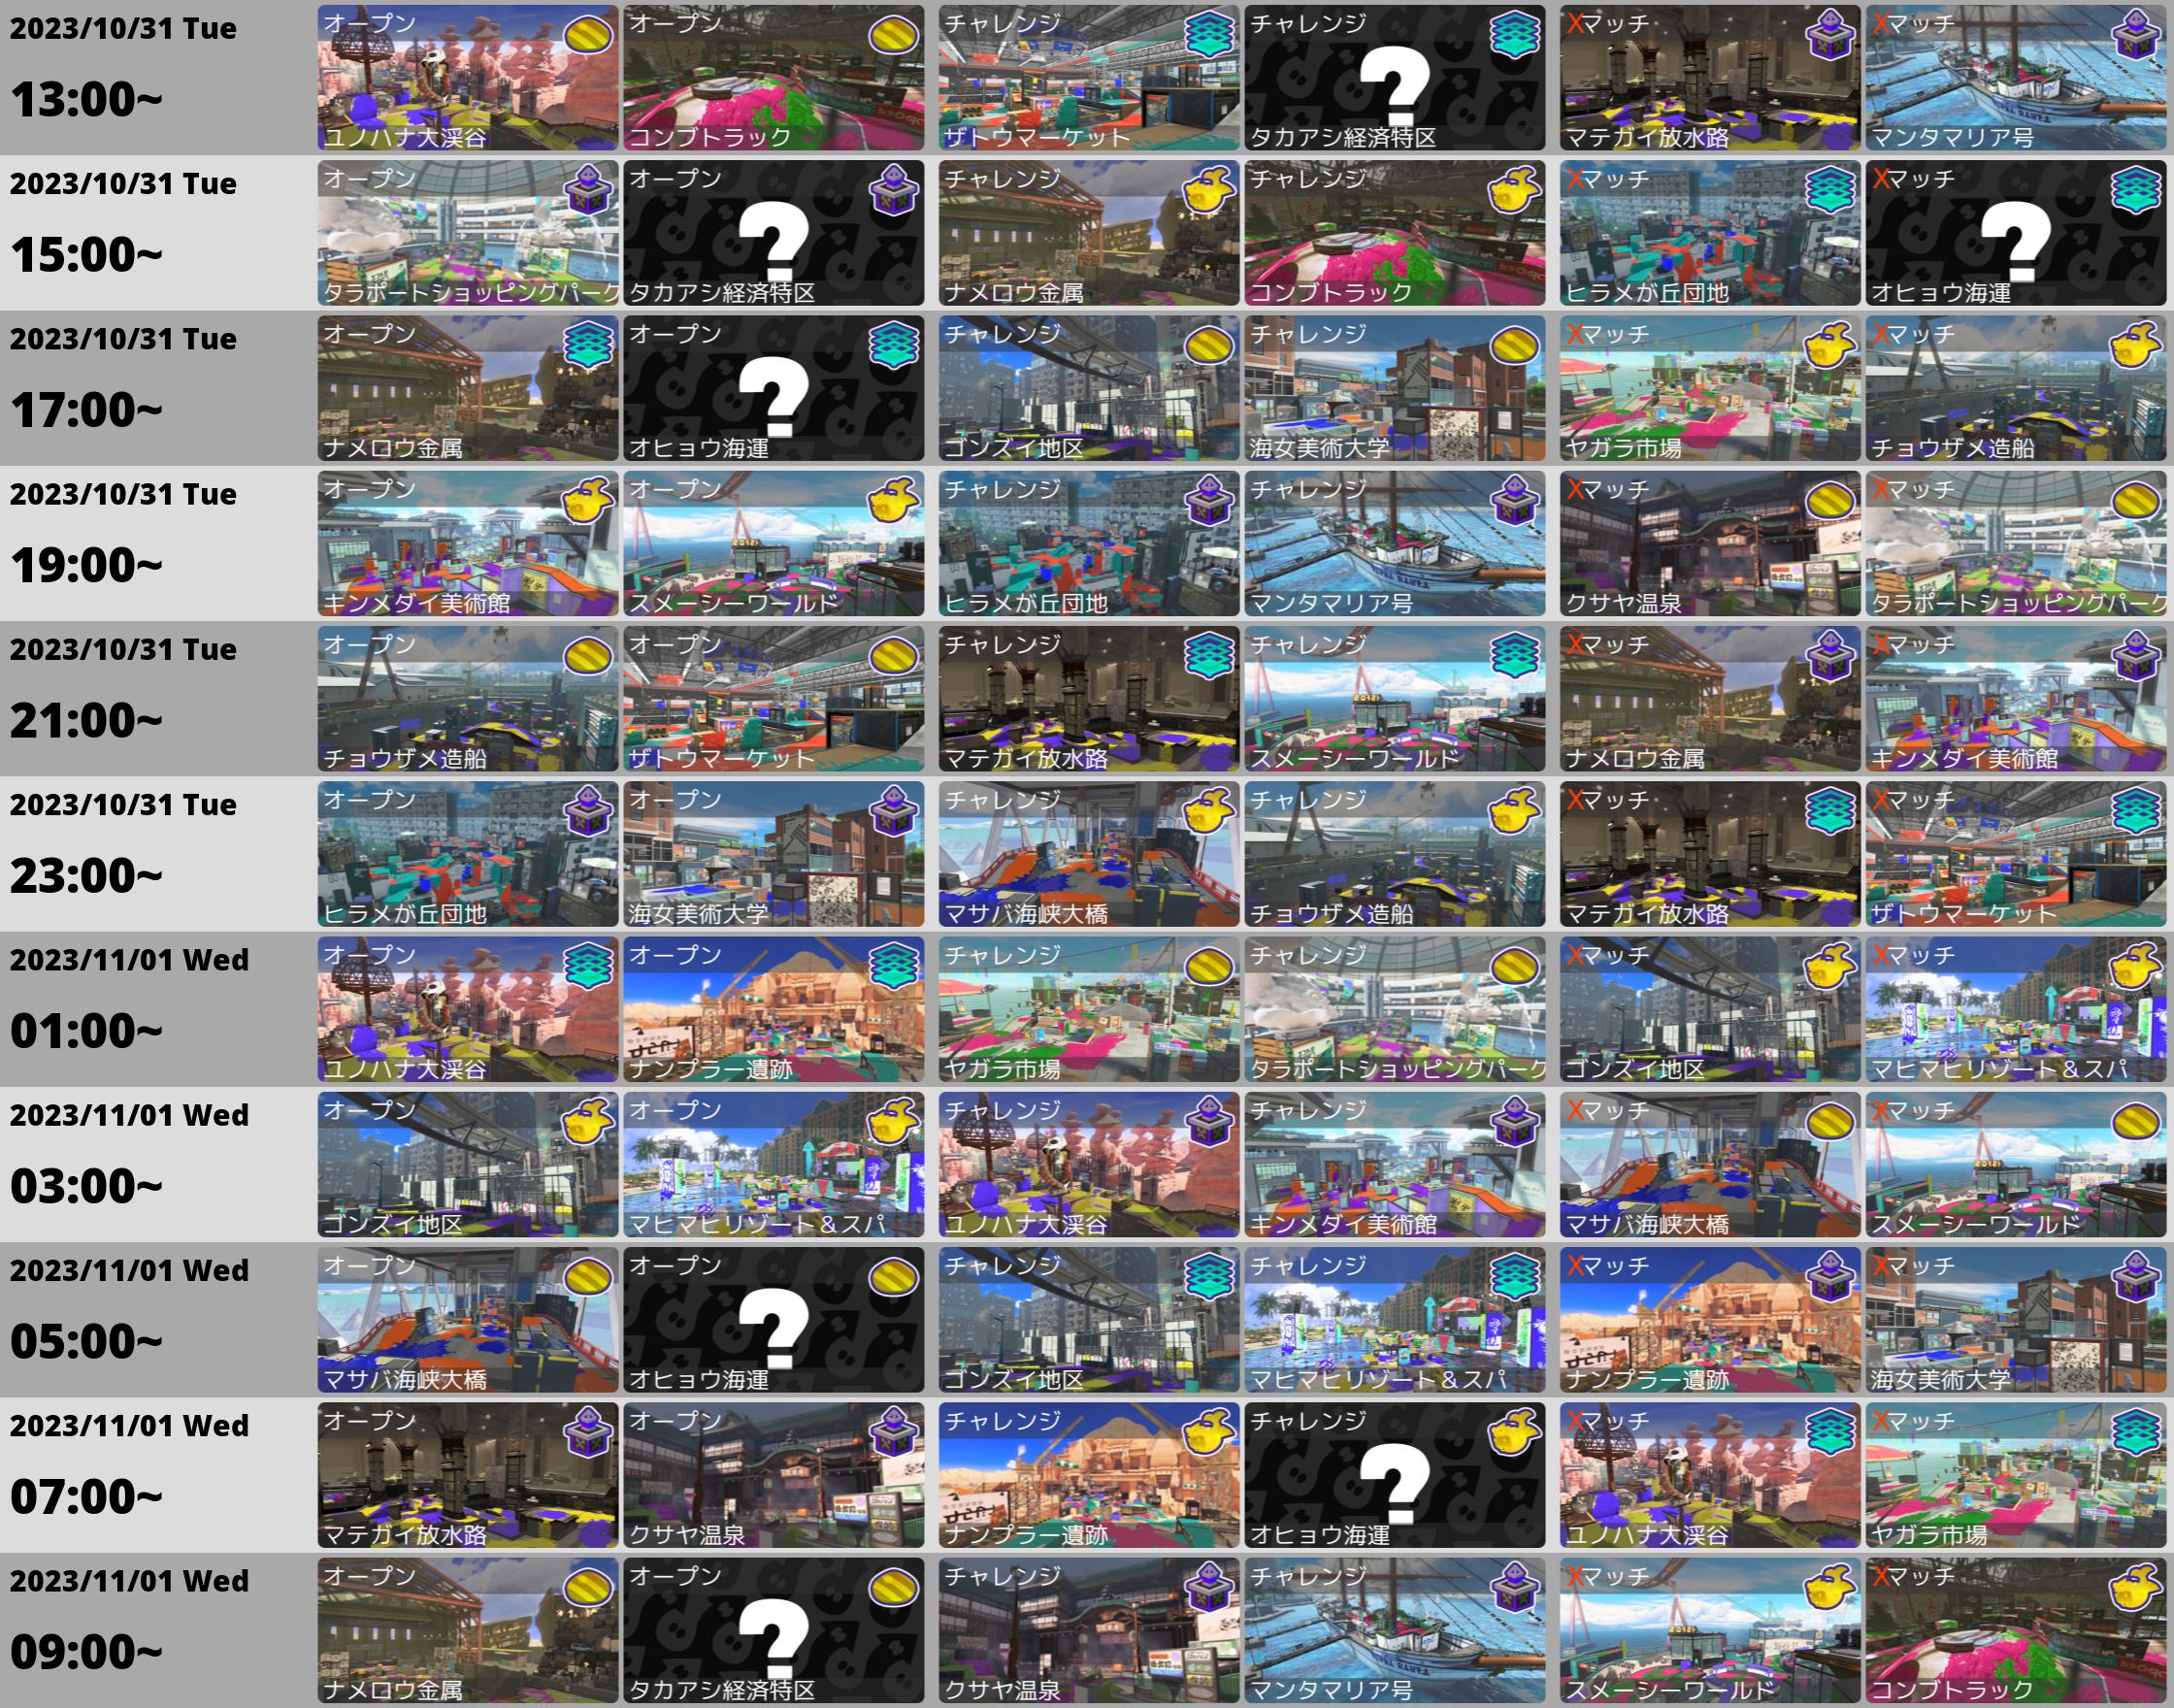 2023/10/31 Tue
13:00~
オープン
ユノハナ大渓谷
オープン
コンブトラック
チャレンジ
ザトウマーケット
チャレンジ
タカアシ経済特区
Xマッチ
マテガイ放水路
Xマッチ
マンタマリア号
2023/10/31 Tue
15:00~
オープン
タラポートショッピングパーク
オープン
タカアシ経済特区
チャレンジ
ナメロウ金属
チャレンジ
コンブトラック
Xマッチ
ヒラメが丘団地
Xマッチ
オヒョウ海運
2023/10/31 Tue
17:00~
オープン
ナメロウ金属
オープン
オヒョウ海運
チャレンジ
ゴンズイ地区
チャレンジ
海女美術大学
Xマッチ
ヤガラ市場
Xマッチ
チョウザメ造船
2023/10/31 Tue
19:00~
オープン
キンメダイ美術館
オープン
スメーシーワールド
チャレンジ
ヒラメが丘団地
チャレンジ
マンタマリア号
Xマッチ
クサヤ温泉
Xマッチ
タラポートショッピングパーク
2023/10/31 Tue
21:00~
オープン
チョウザメ造船
オープン
ザトウマーケット
チャレンジ
マテガイ放水路
チャレンジ
スメーシーワールド
Xマッチ
ナメロウ金属
Xマッチ
キンメダイ美術館
2023/10/31 Tue
23:00~
オープン
ヒラメが丘団地
オープン
海女美術大学
チャレンジ
マサバ海峡大橋
チャレンジ
チョウザメ造船
Xマッチ
マテガイ放水路
Xマッチ
ザトウマーケット
2023/11/01 Wed
01:00~
オープン
ユノハナ大渓谷
オープン
ナンプラー遺跡
チャレンジ
ヤガラ市場
チャレンジ
タラポートショッピングパーク
Xマッチ
ゴンズイ地区
Xマッチ
マヒマヒリゾート＆スパ
2023/11/01 Wed
03:00~
オープン
ゴンズイ地区
オープン
マヒマヒリゾート＆スパ
チャレンジ
ユノハナ大渓谷
チャレンジ
キンメダイ美術館
Xマッチ
マサバ海峡大橋
Xマッチ
スメーシーワールド
2023/11/01 Wed
05:00~
オープン
マサバ海峡大橋
オープン
オヒョウ海運
チャレンジ
ゴンズイ地区
チャレンジ
マヒマヒリゾート＆スパ
Xマッチ
ナンプラー遺跡
Xマッチ
海女美術大学
2023/11/01 Wed
07:00~
オープン
マテガイ放水路
オープン
クサヤ温泉
チャレンジ
ナンプラー遺跡
チャレンジ
オヒョウ海運
Xマッチ
ユノハナ大渓谷
Xマッチ
ヤガラ市場
2023/11/01 Wed
09:00~
オープン
ナメロウ金属
オープン
タカアシ経済特区
チャレンジ
クサヤ温泉
チャレンジ
マンタマリア号
Xマッチ
スメーシーワールド
Xマッチ
コンブトラック